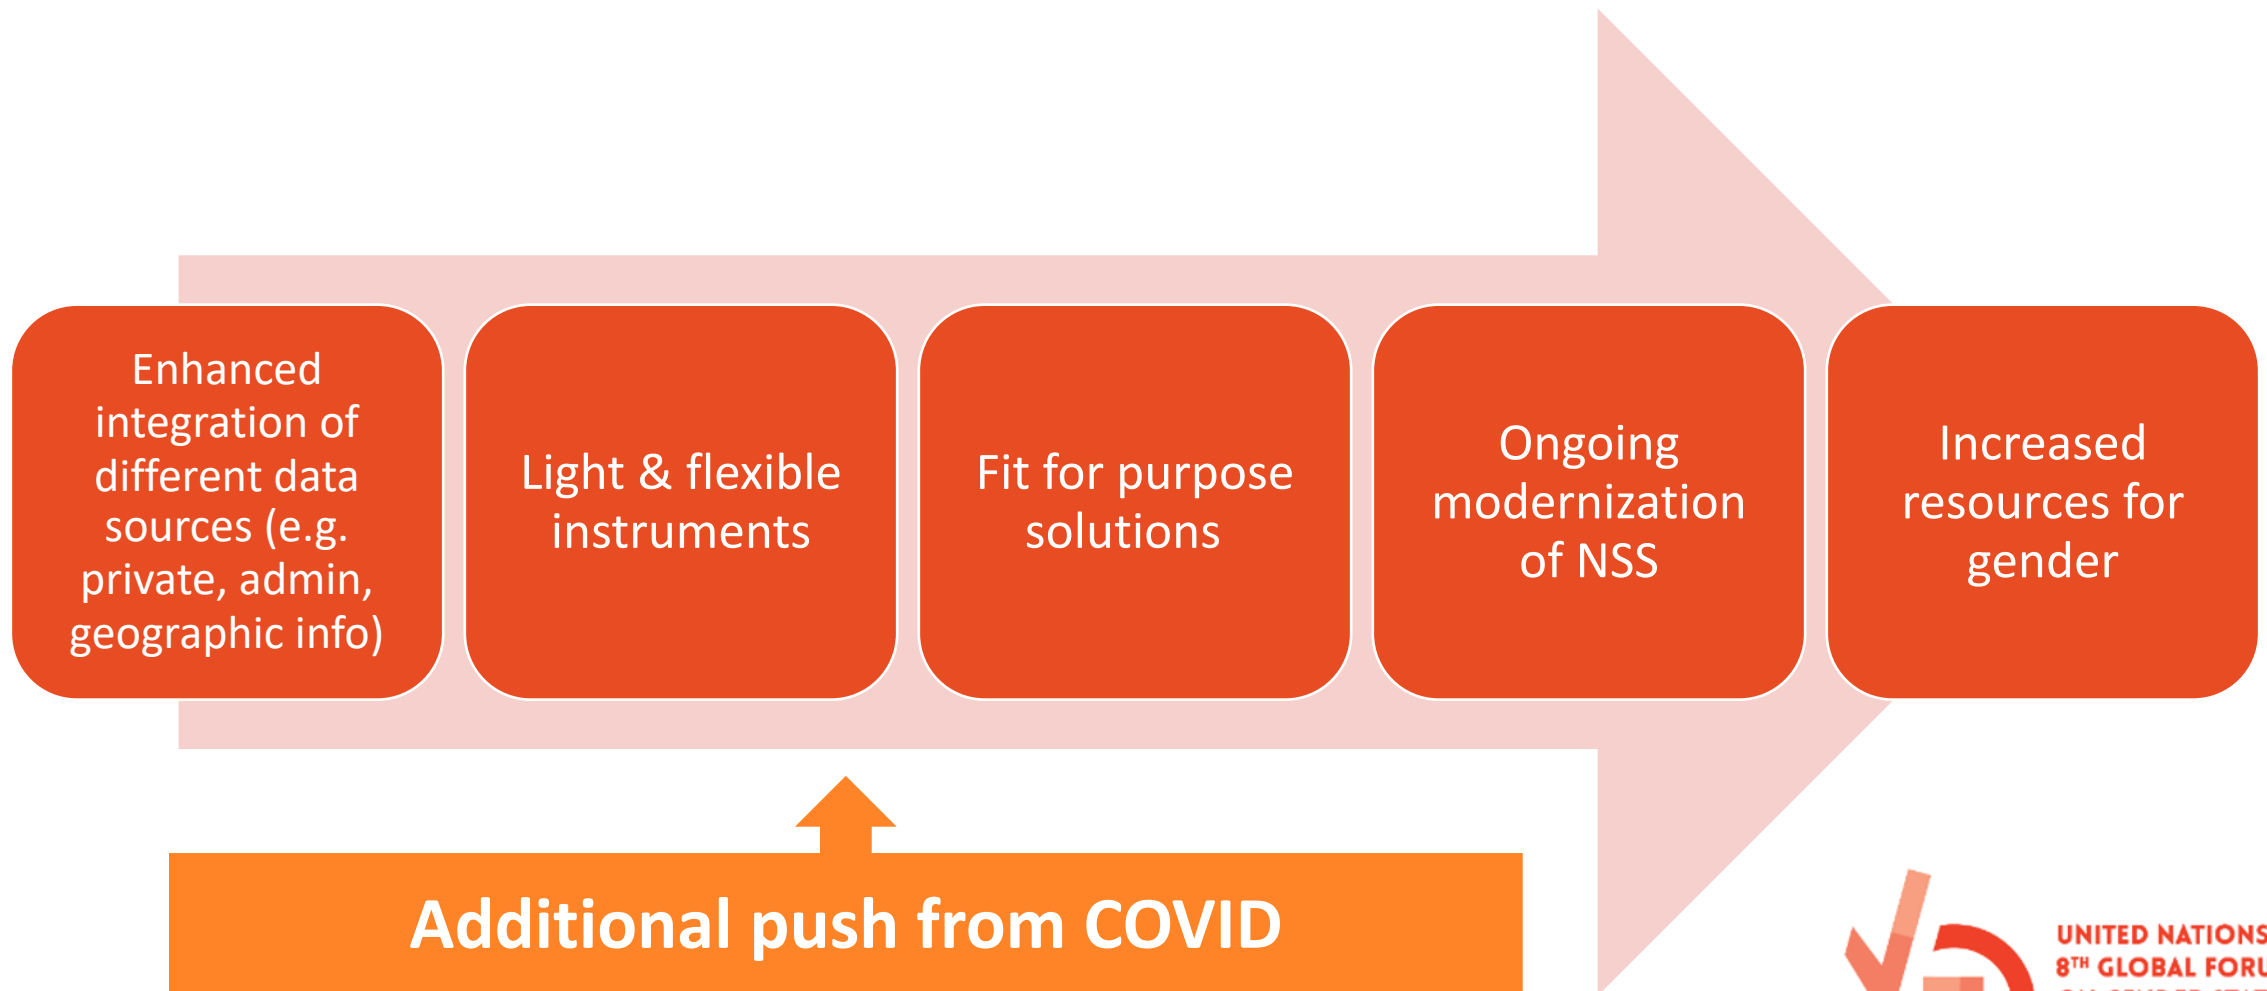 Enhanced
integration of
different data
sources (e.g.
private, admin,
geographic info)
Light & flexible
instruments
Fit for purpose
solutions
Ongoing
modernization
of NSS
Increased
resources for
gender
Additional push from COVID
UNITED NATIONS
8TH GLOBAL FORU